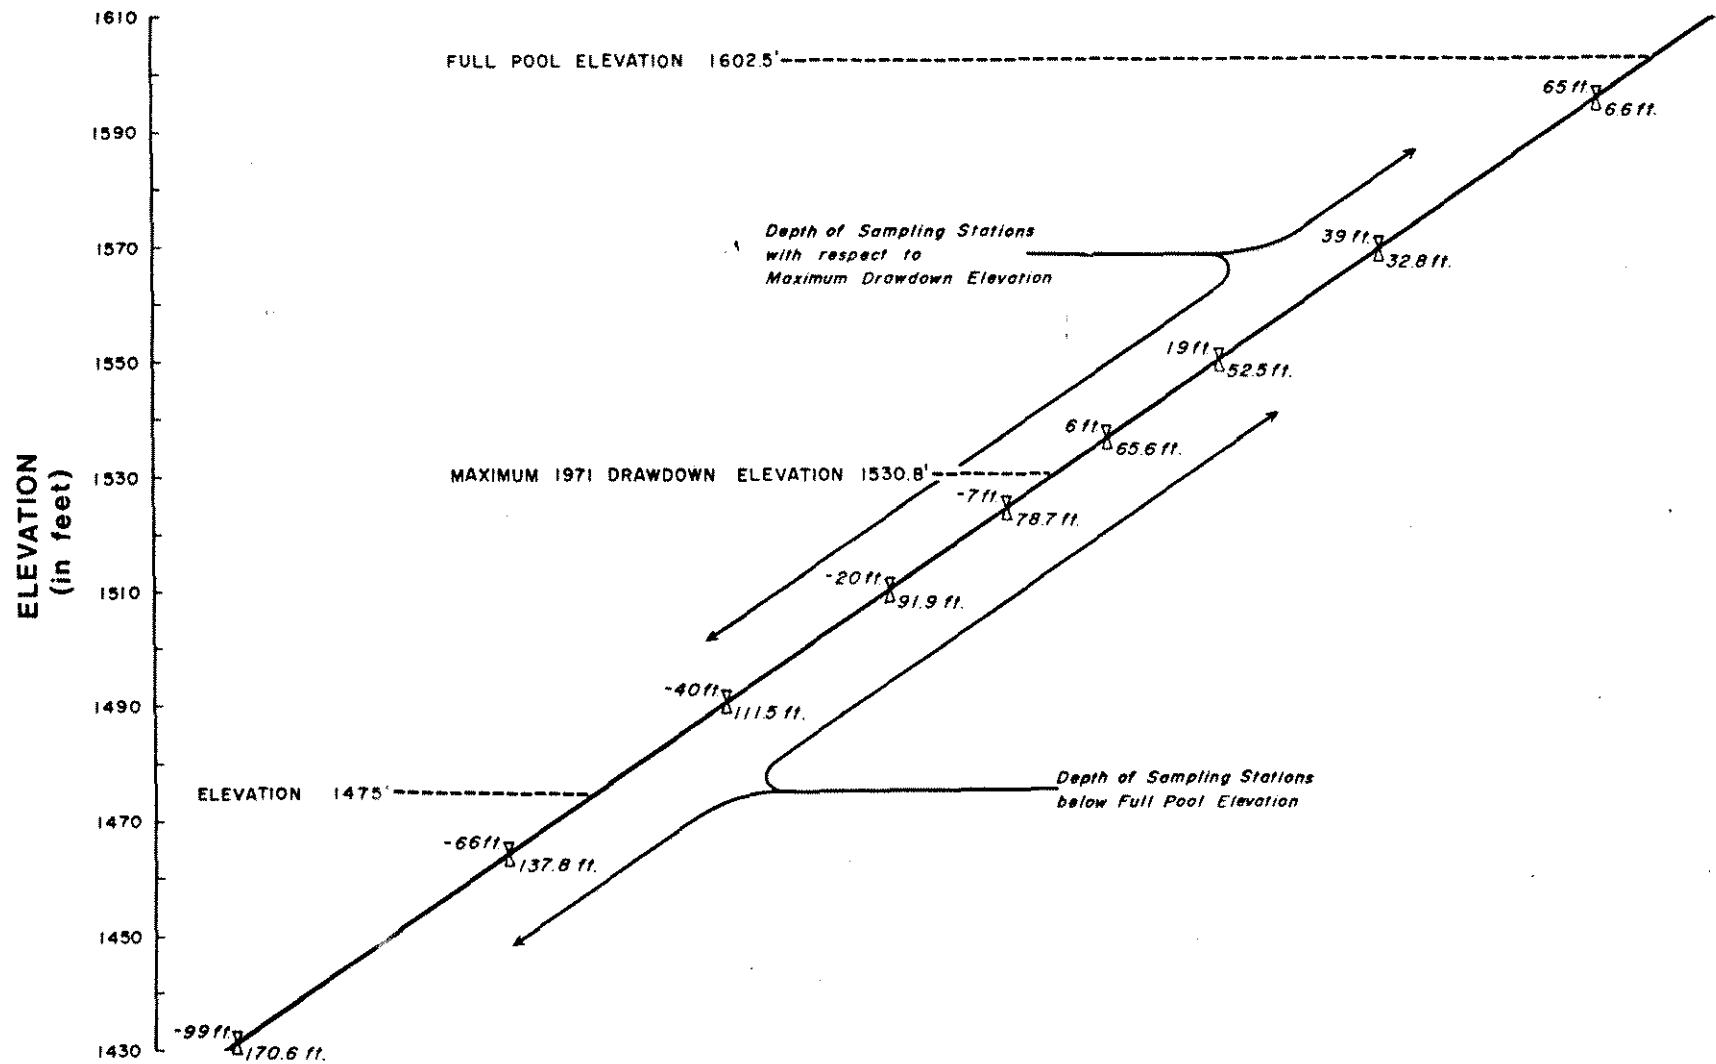 1610
FULL POOL ELEVATION 1602.5'
65 ft.
6.6 ft.
1590
Depth of Sampling Stations
with respect to
Maximum Drawdown Elevation
1570
39 ft.
32.8 ft.
1550
19 ft.
52.5 ft.
6 ft.
65.6 ft.
ELEVATION
(in feet)
1530
MAXIMUM 1971 DRAWDOWN ELEVATION 1530.8'
-7 ft.
78.7 ft.
1510
-20 ft.
91.9 ft.
1490
-40 ft.
111.5 ft.
ELEVATION 1475'
Depth of Sampling Stations
below Full Pool Elevation
1470
-66 ft.
137.8 ft.
1450
1430
-99 ft.
170.6 ft.